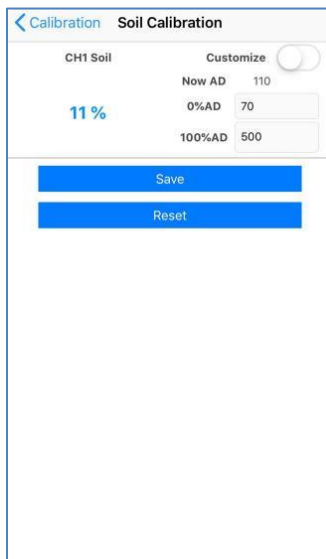 Calibration Soil Calibration
CH1 Soil Customize
Now AD 110
11 % 0%AD 70
100%AD 500
Save
Reset